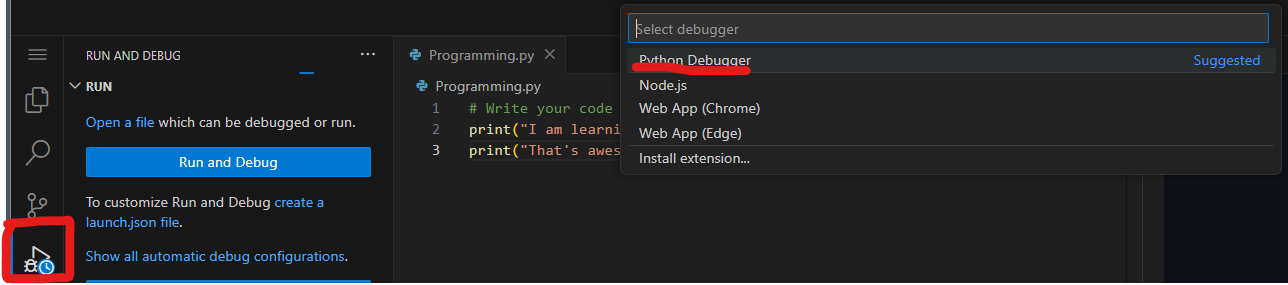 Select debugger
Python Debugger Suggested
Node.js
Web App (Chrome)
Web App (Edge)
Install extension...
RUN AND DEBUG
RUN
Open a file which can be debugged or run.
Run and Debug
To customize Run and Debug create a
launch.json file.
Show all automatic debug configurations.
Programming.py
Programming.py
1 # Write your code
2 print("I am learni
3 print("That's awes